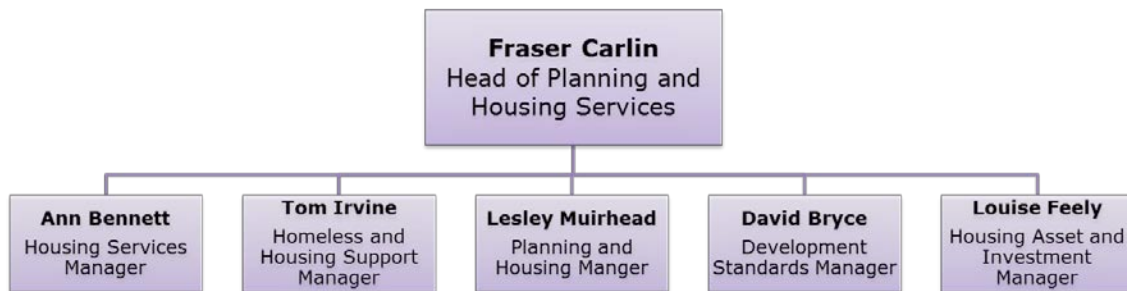 Fraser Carlin
Head of Planning and
Housing Services
Ann Bennett
Housing Services
Manager
Tom Irvine
Homeless and
Housing Support
Manager
Lesley Muirhead
Planning and
Housing Manger
David Bryce
Development
Standards Manager
Louise Feely
Housing Asset and
Investment
Manager